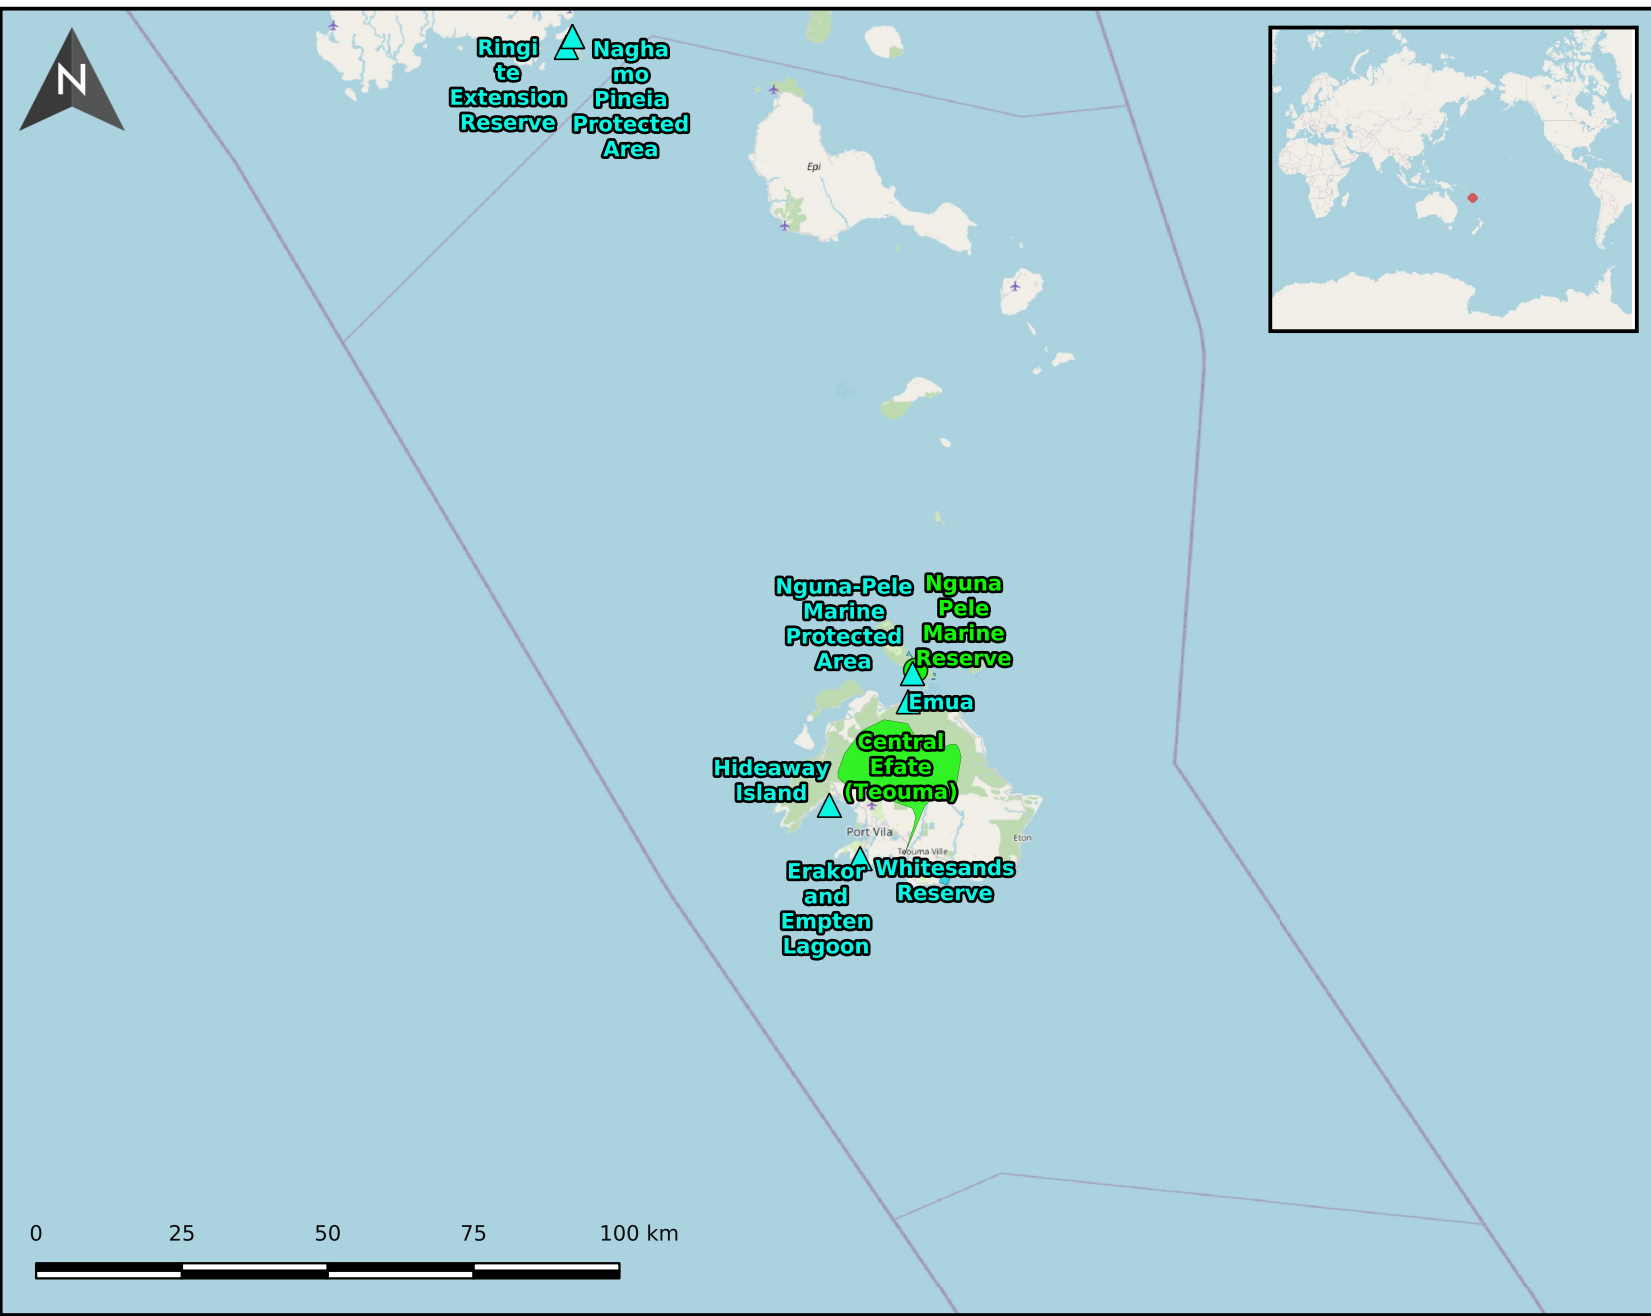 N
Ringi
te
Extension
Reserve
Nagha
mo
Pineia
Protected
Area
Epi
Nguna-Pele
Marine
Protected
Area
Nguna
Pele
Marine
Reserve
Emua
Central
Efate
(Teouma)
Hideaway
Island
Port Vila
Eton
Teouma Ville
Erakor
and
Empten
Lagoon
Whitesands
Reserve
0 25 50 75 100 km